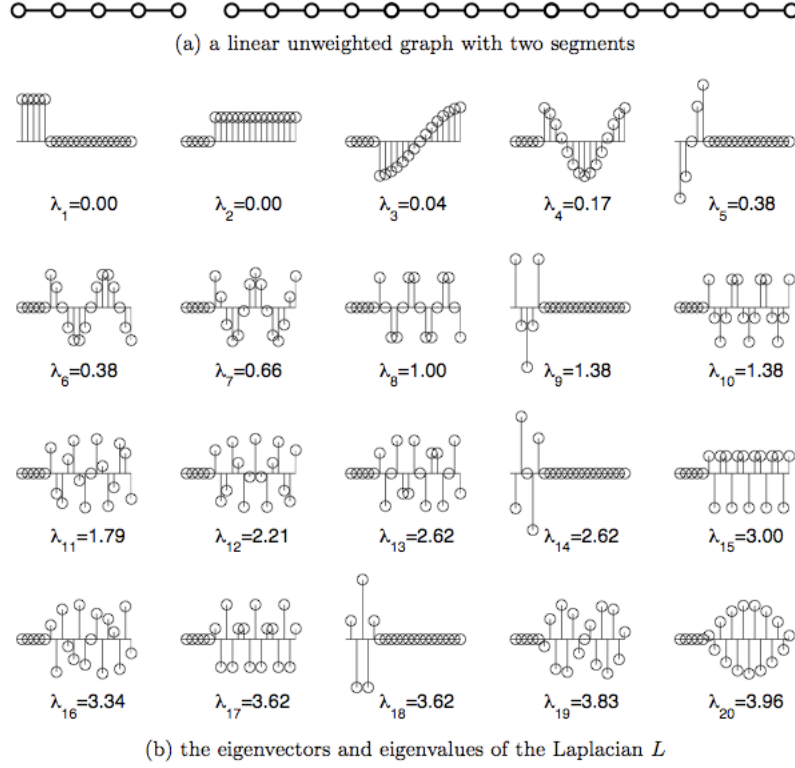 (a) a linear unweighted graph with two segments
λ₁=0.00 λ₂=0.00 λ₃=0.04 λ₄=0.17 λ₅=0.38
λ₆=0.38 λ₇=0.66 λ₈=1.00 λ₉=1.38 λ₁₀=1.38
λ₁₁=1.79 λ₁₂=2.21 λ₁₃=2.62 λ₁₄=2.62 λ₁₅=3.00
λ₁₆=3.34 λ₁₇=3.62 λ₁₈=3.62 λ₁₉=3.83 λ₂₀=3.96
(b) the eigenvectors and eigenvalues of the Laplacian L